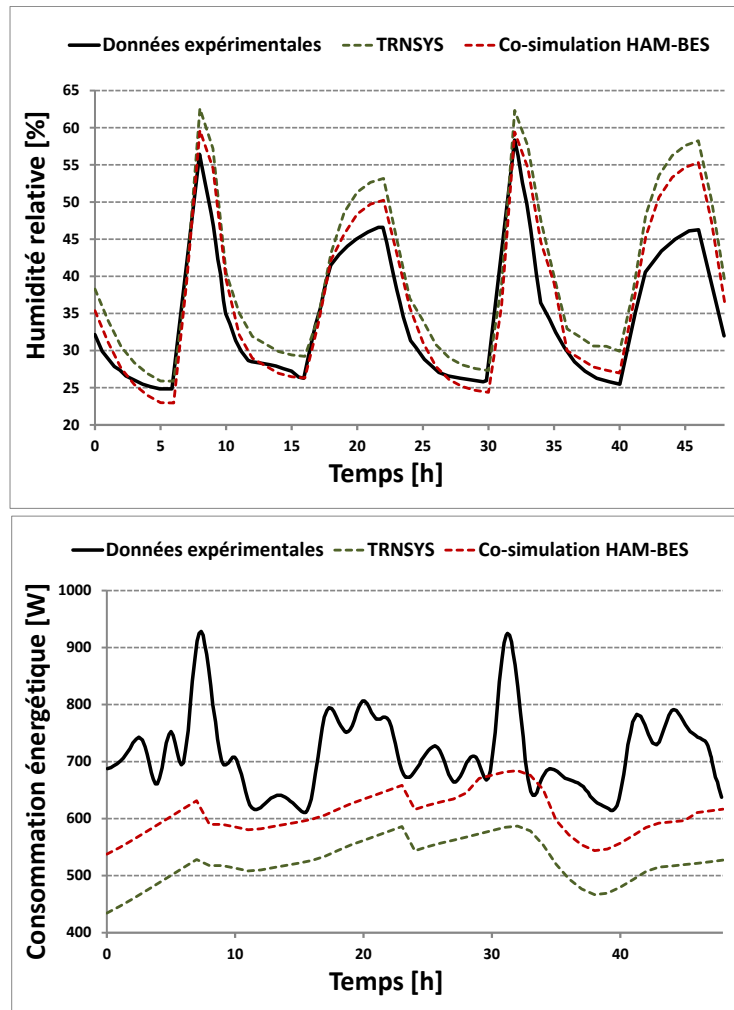 Données expérimentales TRNSYS Co-simulation HAM-BES
Humidité relative [%]
65
60
55
50
45
40
35
30
25
20
0 5 10 15 20 25 30 35 40 45
Temps [h]
Données expérimentales TRNSYS Co-simulation HAM-BES
Consommation énergétique [W]
1000
900
800
700
600
500
400
0 10 20 30 40
Temps [h]